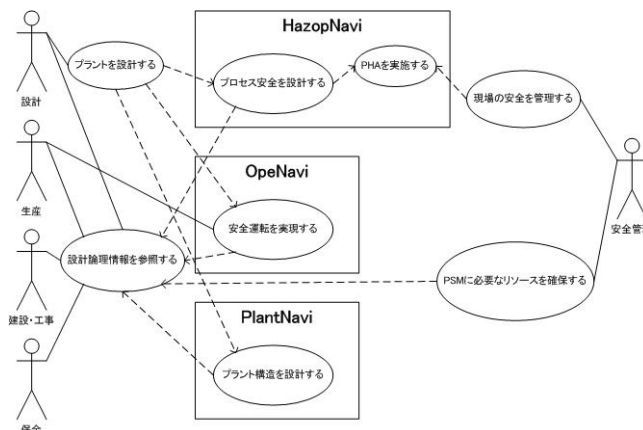 HazopNavi
プラントを設計する
プロセス安全を設計する
PHAを実施する
現場の安全を管理する
設計
生産
安全管
OpeNavi
安全運転を実現する
設計論理情報を参照する
PSMに必要なリソースを確保する
建設・工事
PlantNavi
プラント構造を設計する
保全